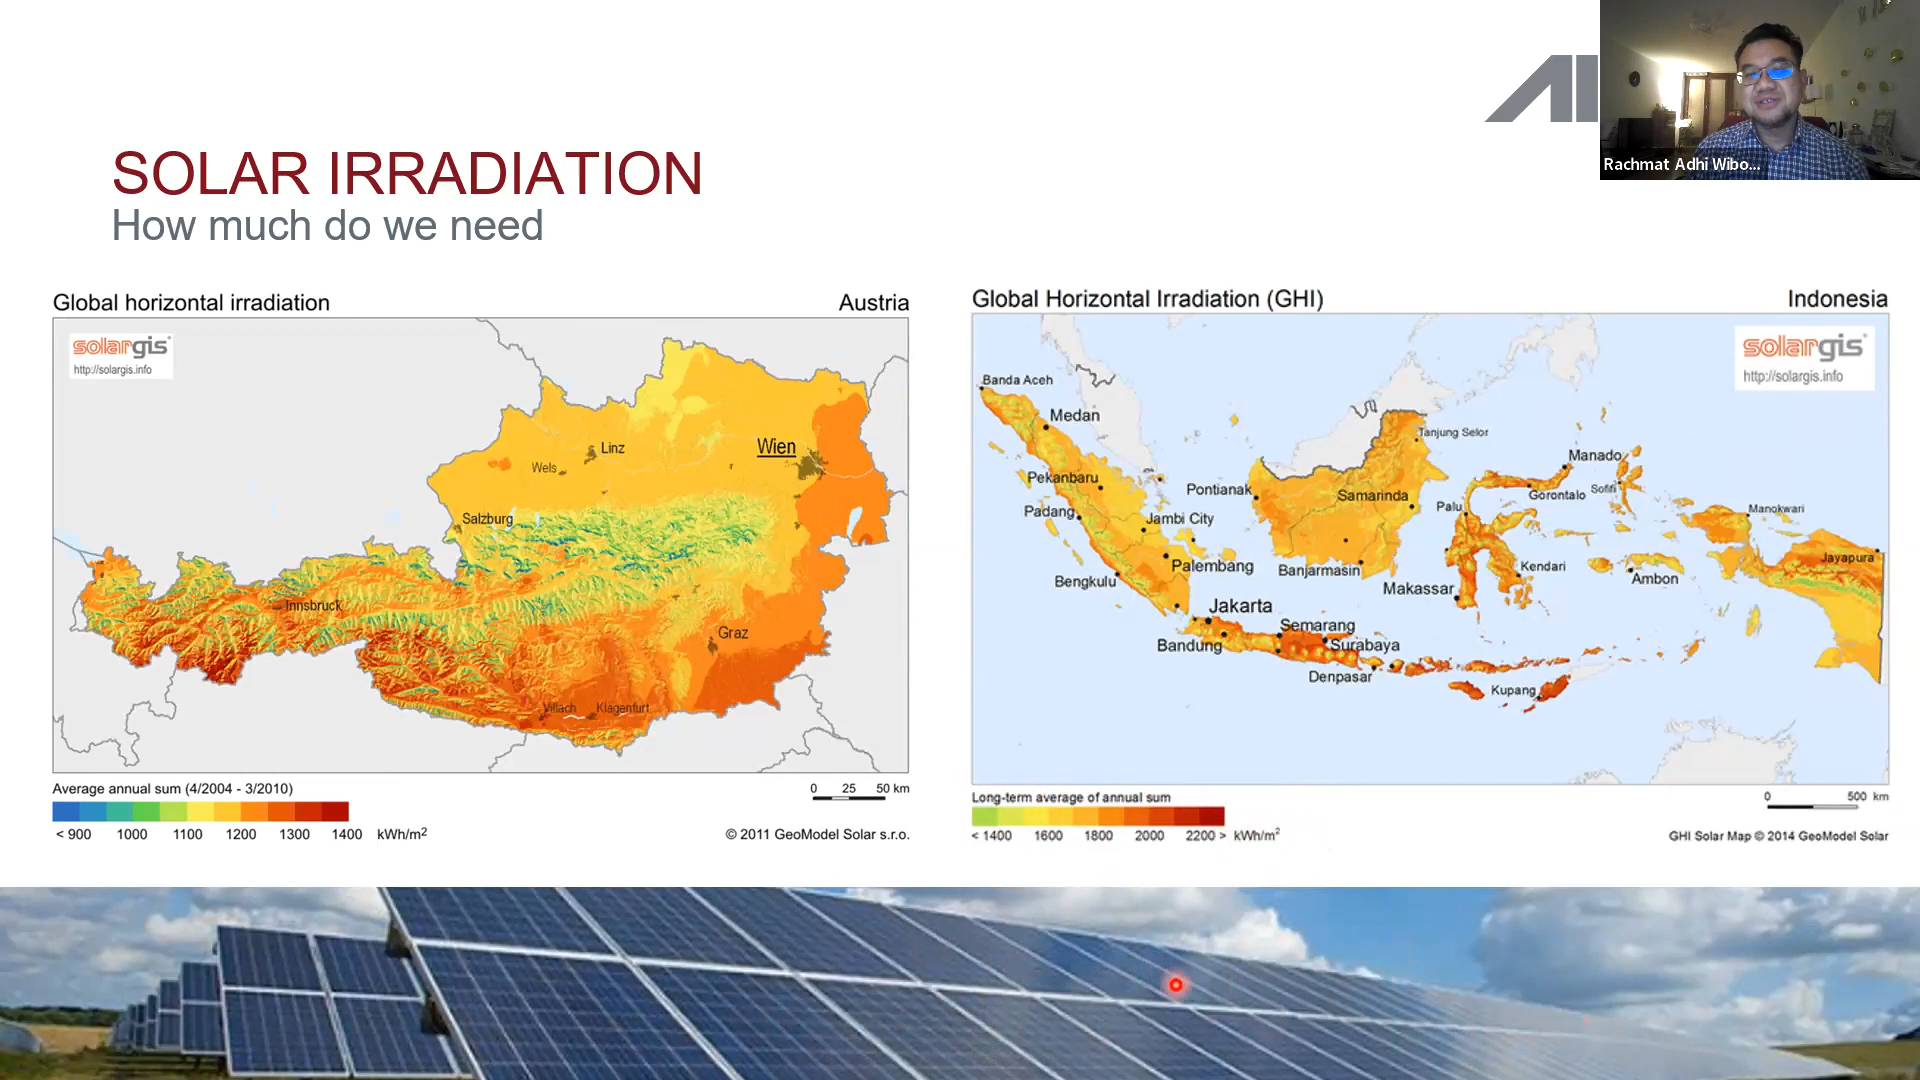 AI
Rachmat Adhi Wibo...
SOLAR IRRADIATION
How much do we need
Global horizontal irradiation
Austria
solargis
http://solargis.info
Linz
Wien
Wels
Salzburg
Innsbruck
Graz
Villach
Klagenfurt
Average annual sum (4/2004 - 3/2010)
0 25 50 km
< 900 1000 1100 1200 1300 1400 kWh/m²
© 2011 GeoModel Solar s.r.o.
Global Horizontal Irradiation (GHI)
Indonesia
solargis
http://solargis.info
Banda Aceh
Medan
Tanjung Selor
Manado
Pekanbaru
Pontianak
Samarinda
Gorontalo
Sofifi
Padang
Jambi City
Palu
Manokwari
Palembang
Banjarmasin
Kendari
Jayapura
Bengkulu
Makassar
Ambon
Jakarta
Semarang
Bandung
Surabaya
Denpasar
Kupang
Long-term average of annual sum
0 500 km
< 1400 1600 1800 2000 2200 > kWh/m²
GHI Solar Map © 2014 GeoModel Solar